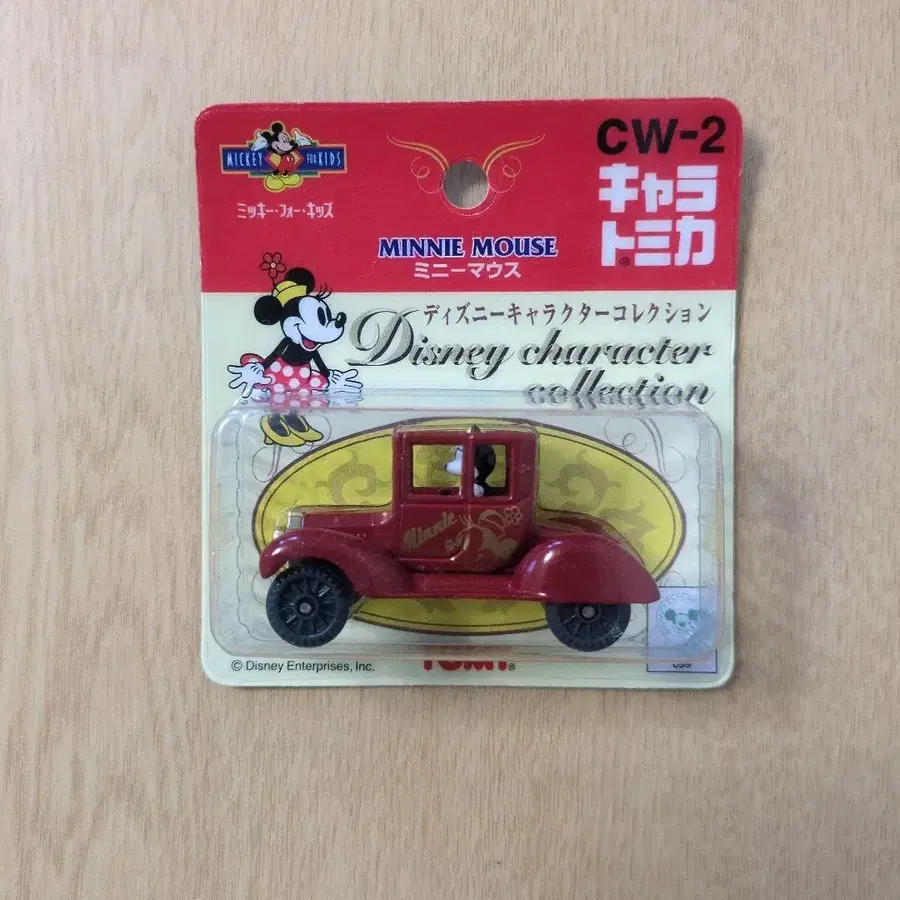 MICKEY FOR KIDS
ミッキー・フォー・キッズ
CW-2
キャラ
トミカ®
MINNIE MOUSE
ミニーマウス
ディズニーキャラクターコレクション
Disney character
collection
Minnie
© Disney Enterprises, Inc.
TOMY®